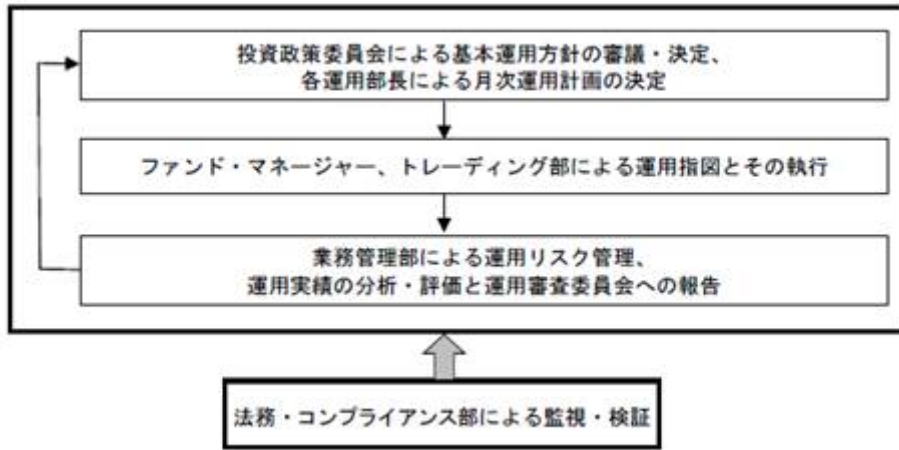 投資政策委員会による基本運用方針の審議・決定、
各運用部長による月次運用計画の決定
ファンド・マネージャー、トレーディング部による運用指図とその執行
業務管理部による運用リスク管理、
運用実績の分析・評価と運用審査委員会への報告
法務・コンプライアンス部による監視・検証